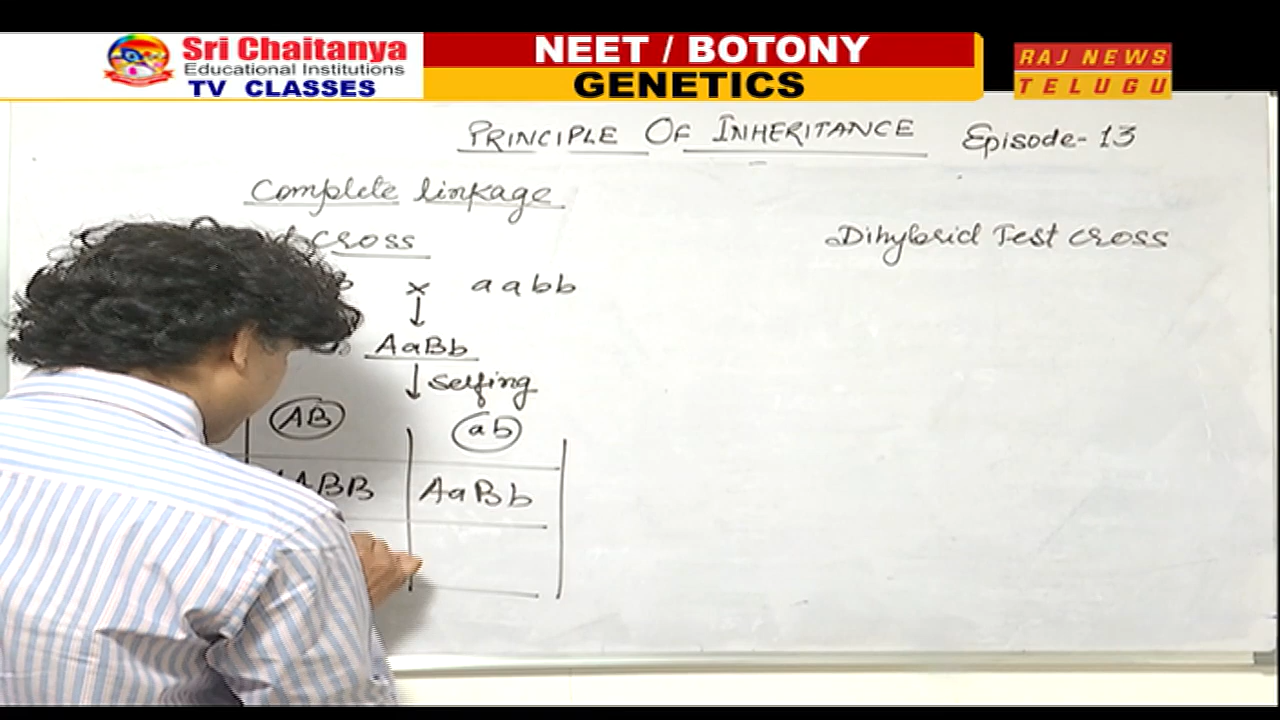 Sri Chaitanya
Educational Institutions
TV CLASSES
NEET / BOTONY
GENETICS
RAJ NEWS
TELUGU
PRINCIPLE OF INHERITANCE Episode-13
Complete linkage
cross
Dihybrid Test cross
x aabb
AaBb
selfing
AB ab
ABB AaBb